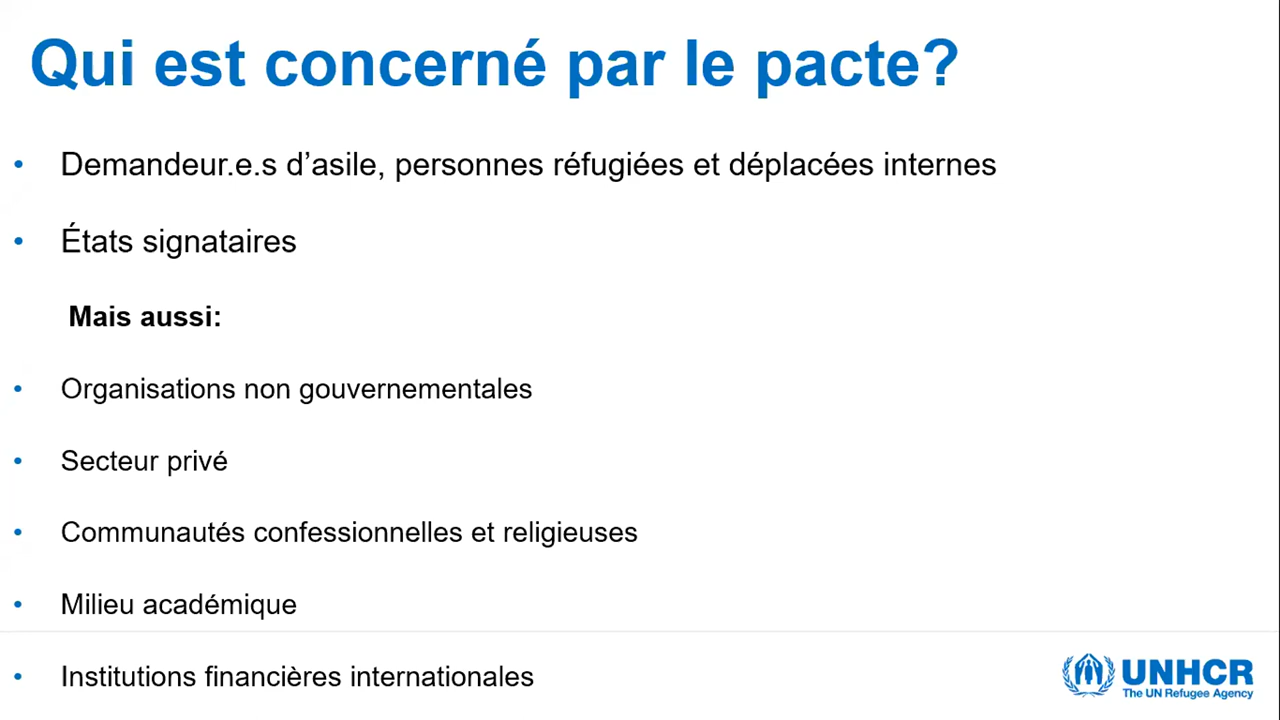 Qui est concerné par le pacte?
• Demandeur.e.s d’asile, personnes réfugiées et déplacées internes
• États signataires
Mais aussi:
• Organisations non gouvernementales
• Secteur privé
• Communautés confessionnelles et religieuses
• Milieu académique
• Institutions financières internationales
UNHCR
The UN Refugee Agency